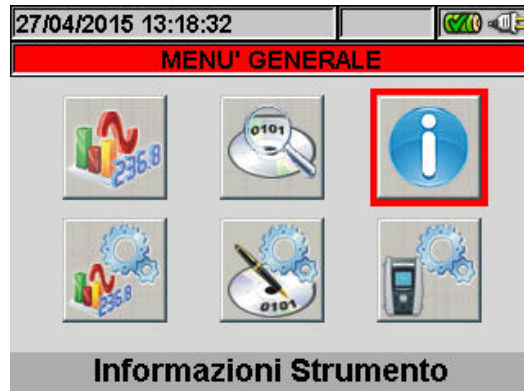 27/04/2015 13:18:32
MENU' GENERALE
236.8
0101
236.8
0101
Informazioni Strumento